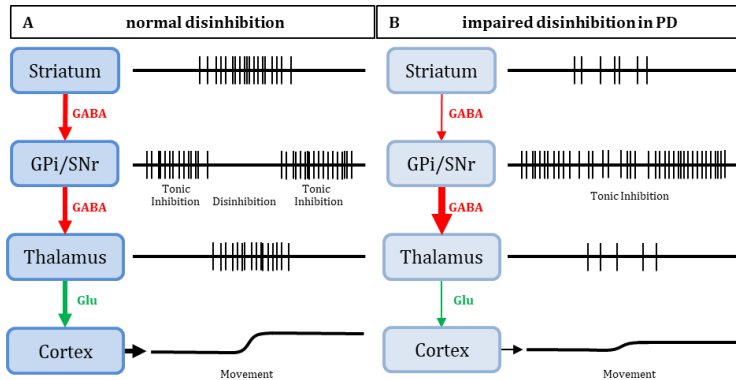 A normal disinhibition
B impaired disinhibition in PD
Striatum
GABA
GPi/SNr
Tonic
Inhibition
Disinhibition
Tonic
Inhibition
GABA
Thalamus
Glu
Cortex
Movement
Striatum
GABA
GPi/SNr
Tonic Inhibition
GABA
Thalamus
Glu
Cortex
Movement